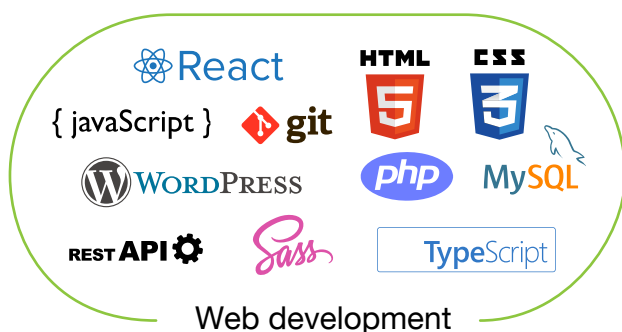 React
HTML
5
CSS
3
{ javaScript }
git
W WORDPRESS
php
MySQL
REST API
Sass
TypeScript
Web development